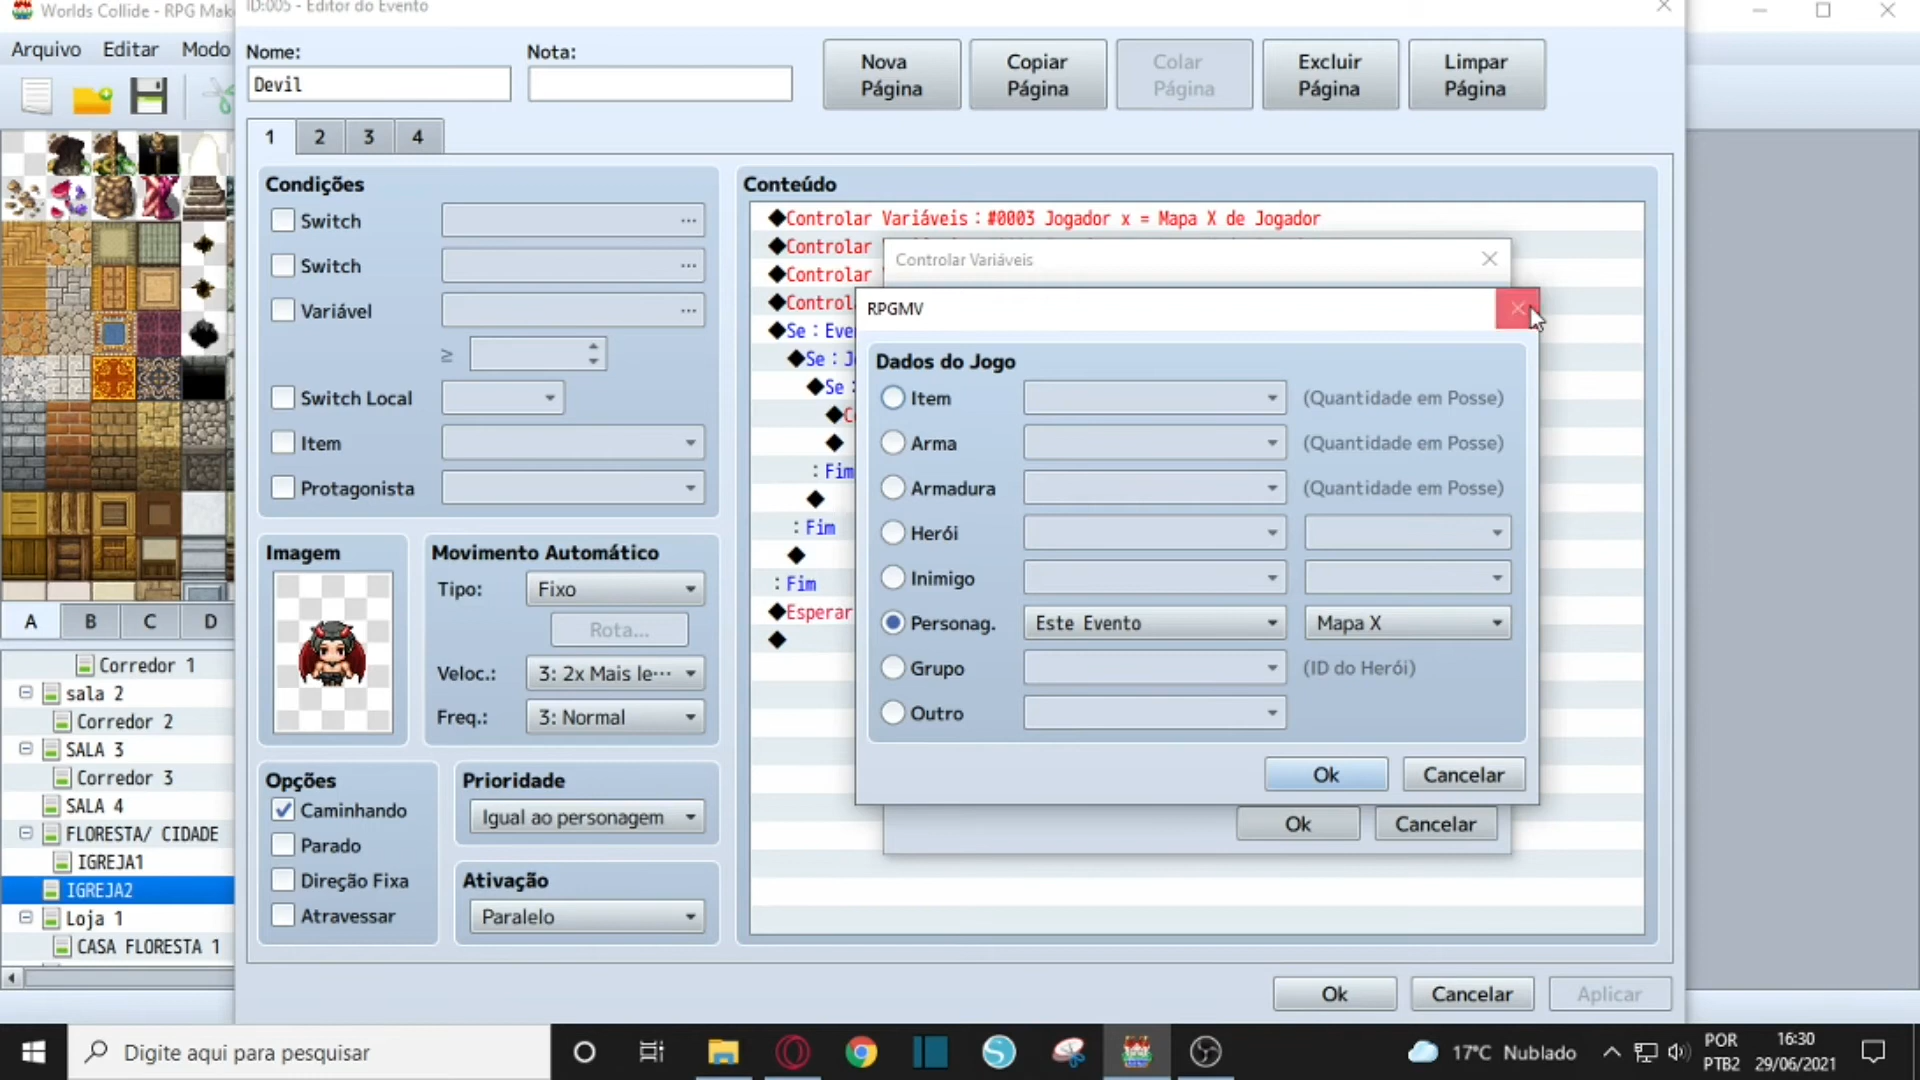 Worlds Collide - RPG Mak
ID:005 - Editor do Evento
Arquivo Editar Modo
Nome:
Nota:
Devil
Nova Página
Copiar Página
Colar Página
Excluir Página
Limpar Página
1 2 3 4
Condições
Switch ...
Switch ...
Variável ...
≥
Switch Local
Item
Protagonista
Imagem
Movimento Automático
Tipo: Fixo
Rota...
Veloc.: 3: 2x Mais le...
Freq.: 3: Normal
Opções
Caminhando
Parado
Direção Fixa
Atravessar
Prioridade
Igual ao personagem
Ativação
Paralelo
Conteúdo
◆Controlar Variáveis：#0003 Jogador x = Mapa X de Jogador
◆Controlar
◆Controlar
◆Control
◆Se：Eve
◆Se：J
◆Se：
◆C
◆
：Fim
◆
：Fim
◆
：Fim
◆Esperar
◆
Controlar Variáveis
RPGMV
Dados do Jogo
Item (Quantidade em Posse)
Arma (Quantidade em Posse)
Armadura (Quantidade em Posse)
Herói
Inimigo
Personag. Este Evento Mapa X
Grupo (ID do Herói)
Outro
Ok Cancelar
Ok Cancelar
Ok Cancelar Aplicar
A B C D
Corredor 1
sala 2
Corredor 2
SALA 3
Corredor 3
SALA 4
FLORESTA/ CIDADE
IGREJA1
IGREJA2
Loja 1
CASA FLORESTA 1
Digite aqui para pesquisar
17°C Nublado
POR
PTB2
16:30
29/06/2021